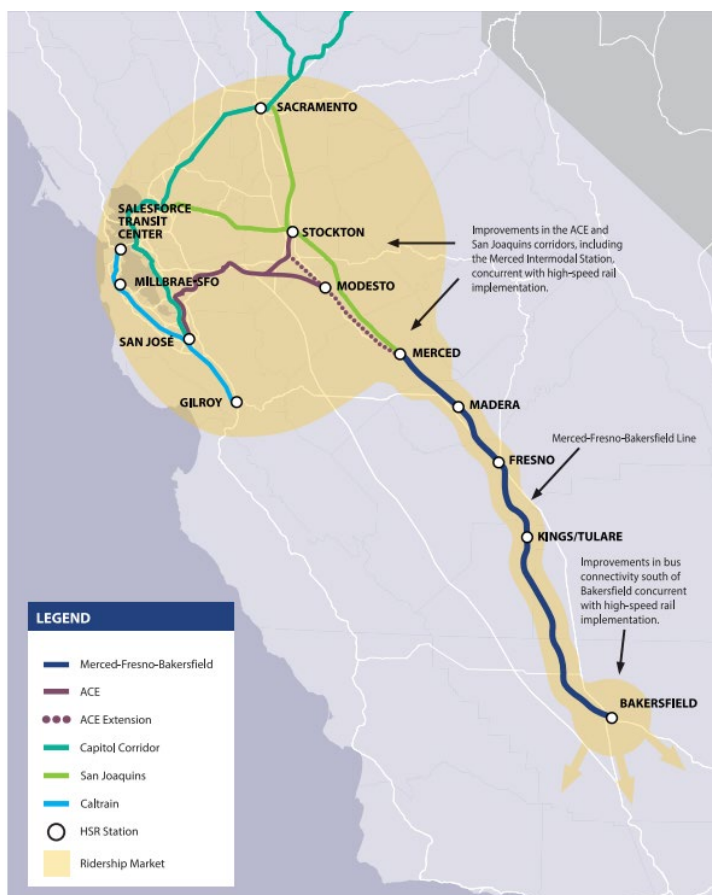 SACRAMENTO
SALESFORCE
TRANSIT
CENTER
STOCKTON
Improvements in the ACE and
San Joaquins corridors, including
the Merced Intermodal Station,
concurrent with high-speed rail
implementation.
MILLBRAE-SFO
MODESTO
SAN JOSÉ
MERCED
GILROY
MADERA
Merced-Fresno-Bakersfield Line
FRESNO
KINGS/TULARE
Improvements in bus
connectivity south of
Bakersfield concurrent
with high-speed rail
implementation.
BAKERSFIELD
LEGEND
Merced-Fresno-Bakersfield
ACE
ACE Extension
Capitol Corridor
San Joaquins
Caltrain
HSR Station
Ridership Market